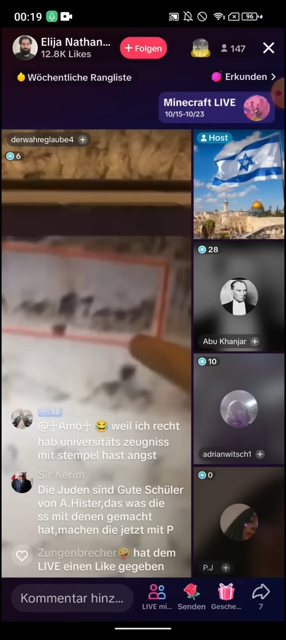 00:19
96
Elija Nathan...
12.8K Likes
+ Folgen
147
Wöchentliche Rangliste
Erkunden >
Minecraft LIVE
10/15-10/23
derwahreglaube4 +
6
Host
28
Abu Khanjar +
10
adrianwitsch1 +
0
P.J +
@✝Amo✝ 😂 weil ich recht
hab universitäts zeugniss
mit stempel hast angst
Sir Kerim
Die Juden sind Gute Schüler
von A.Hister,das was die
ss mit denen gemacht
hat,machen die jetzt mit P
Zungenbrecher🤪 hat dem
LIVE einen Like gegeben
Kommentar hinz...
LIVE mi...
Senden
Gesche...
7